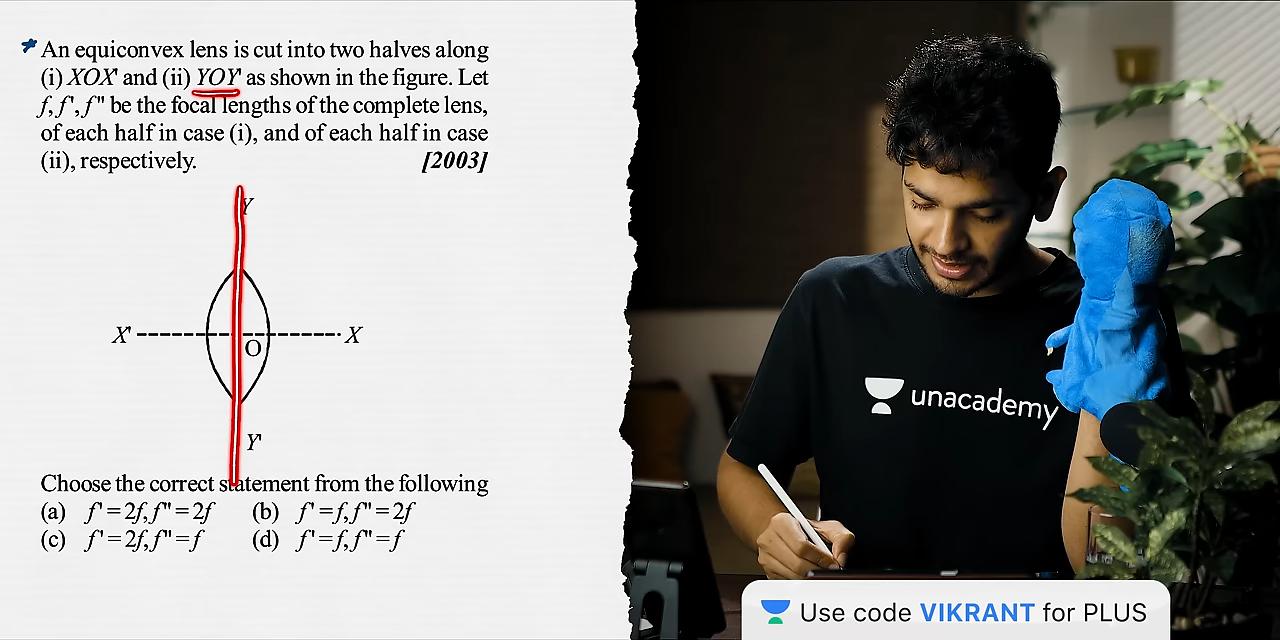 An equiconvex lens is cut into two halves along
(i) XOX' and (ii) YOY' as shown in the figure. Let
f, f', f" be the focal lengths of the complete lens,
of each half in case (i), and of each half in case
(ii), respectively. [2003]
Y
X' X
O
Y'
Choose the correct statement from the following
(a) f' = 2f, f" = 2f (b) f' = f, f" = 2f
(c) f' = 2f, f" = f (d) f' = f, f" = f
unacademy
Use code VIKRANT for PLUS